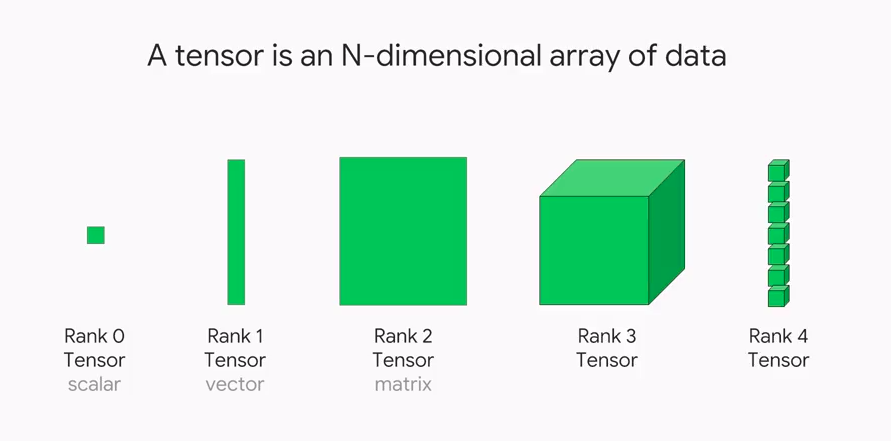 A tensor is an N-dimensional array of data
Rank 0
Tensor
scalar
Rank 1
Tensor
vector
Rank 2
Tensor
matrix
Rank 3
Tensor
Rank 4
Tensor